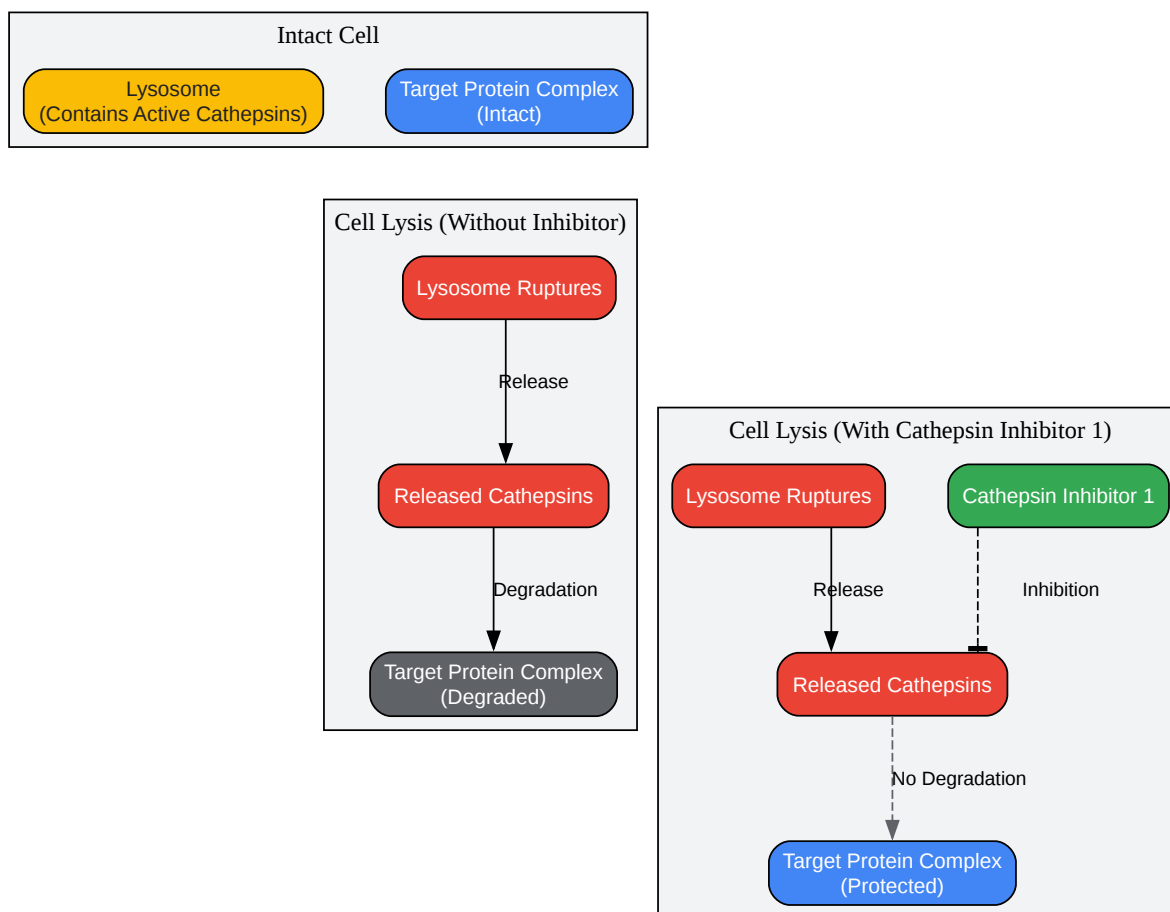 Intact Cell
Lysosome
(Contains Active Cathepsins)
Target Protein Complex
(Intact)
Cell Lysis (Without Inhibitor)
Lysosome Ruptures
Release
Released Cathepsins
Degradation
Target Protein Complex
(Degraded)
Cell Lysis (With Cathepsin Inhibitor 1)
Lysosome Ruptures
Cathepsin Inhibitor 1
Release
Inhibition
Released Cathepsins
No Degradation
Target Protein Complex
(Protected)